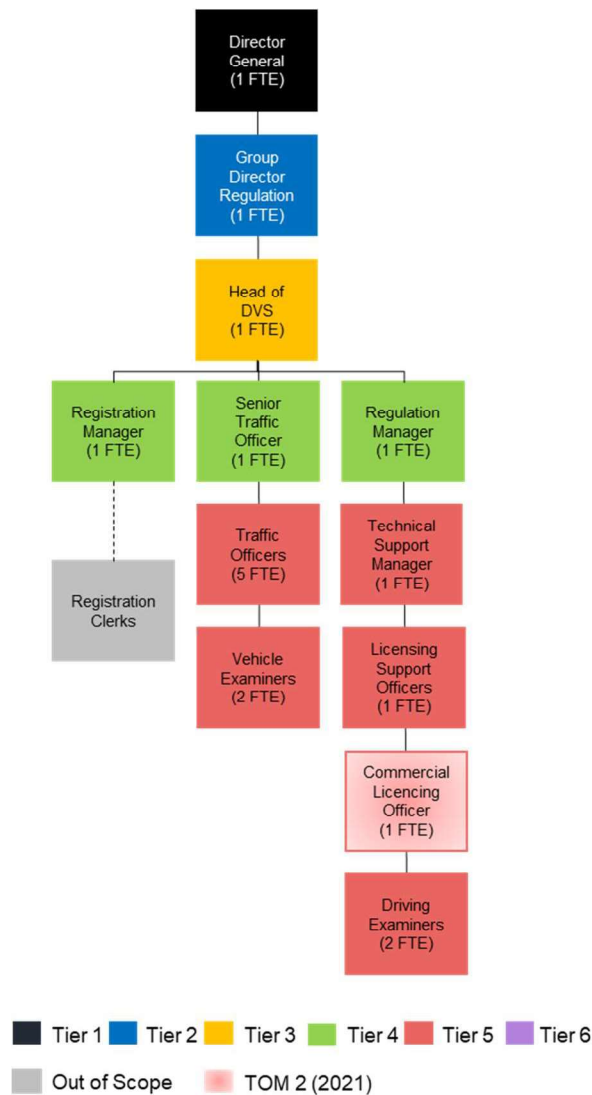 Director
General
(1 FTE)
Group
Director
Regulation
(1 FTE)
Head of
DVS
(1 FTE)
Registration
Manager
(1 FTE)
Senior
Traffic
Officer
(1 FTE)
Regulation
Manager
(1 FTE)
Registration
Clerks
Traffic
Officers
(5 FTE)
Technical
Support
Manager
(1 FTE)
Vehicle
Examiners
(2 FTE)
Licensing
Support
Officers
(1 FTE)
Commercial
Licencing
Officer
(1 FTE)
Driving
Examiners
(2 FTE)
Tier 1 Tier 2 Tier 3 Tier 4 Tier 5 Tier 6
Out of Scope TOM 2 (2021)